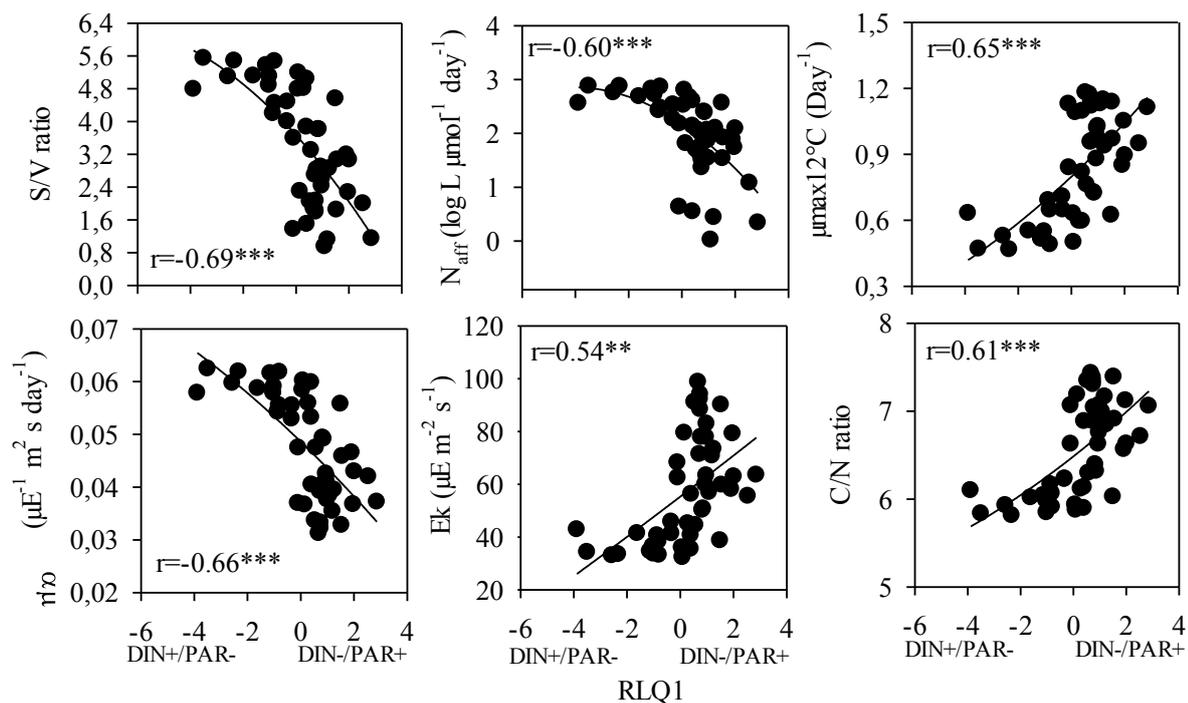 S/V ratio
5,6
4,8
4,0
3,2
2,4
1,6
0,8
0,0
r=-0.69***
N_aff (log L µmol⁻¹ day⁻¹)
4
3
2
1
0
r=-0.60***
µmax12°C (Day⁻¹)
1,5
1,2
0,9
0,6
0,3
r=0.65***
(µE⁻¹ m² s day⁻¹)
0,07
0,06
0,05
0,04
0,03
0,02
r=-0.66***
-6 -4 -2 0 2 4
DIN+/PAR- DIN-/PAR+
Ek (µE m⁻² s⁻¹)
120
100
80
60
40
20
r=0.54**
-6 -4 -2 0 2 4
DIN+/PAR- DIN-/PAR+
C/N ratio
8
7
6
5
r=0.61***
-6 -4 -2 0 2 4
DIN+/PAR- DIN-/PAR+
RLQ1